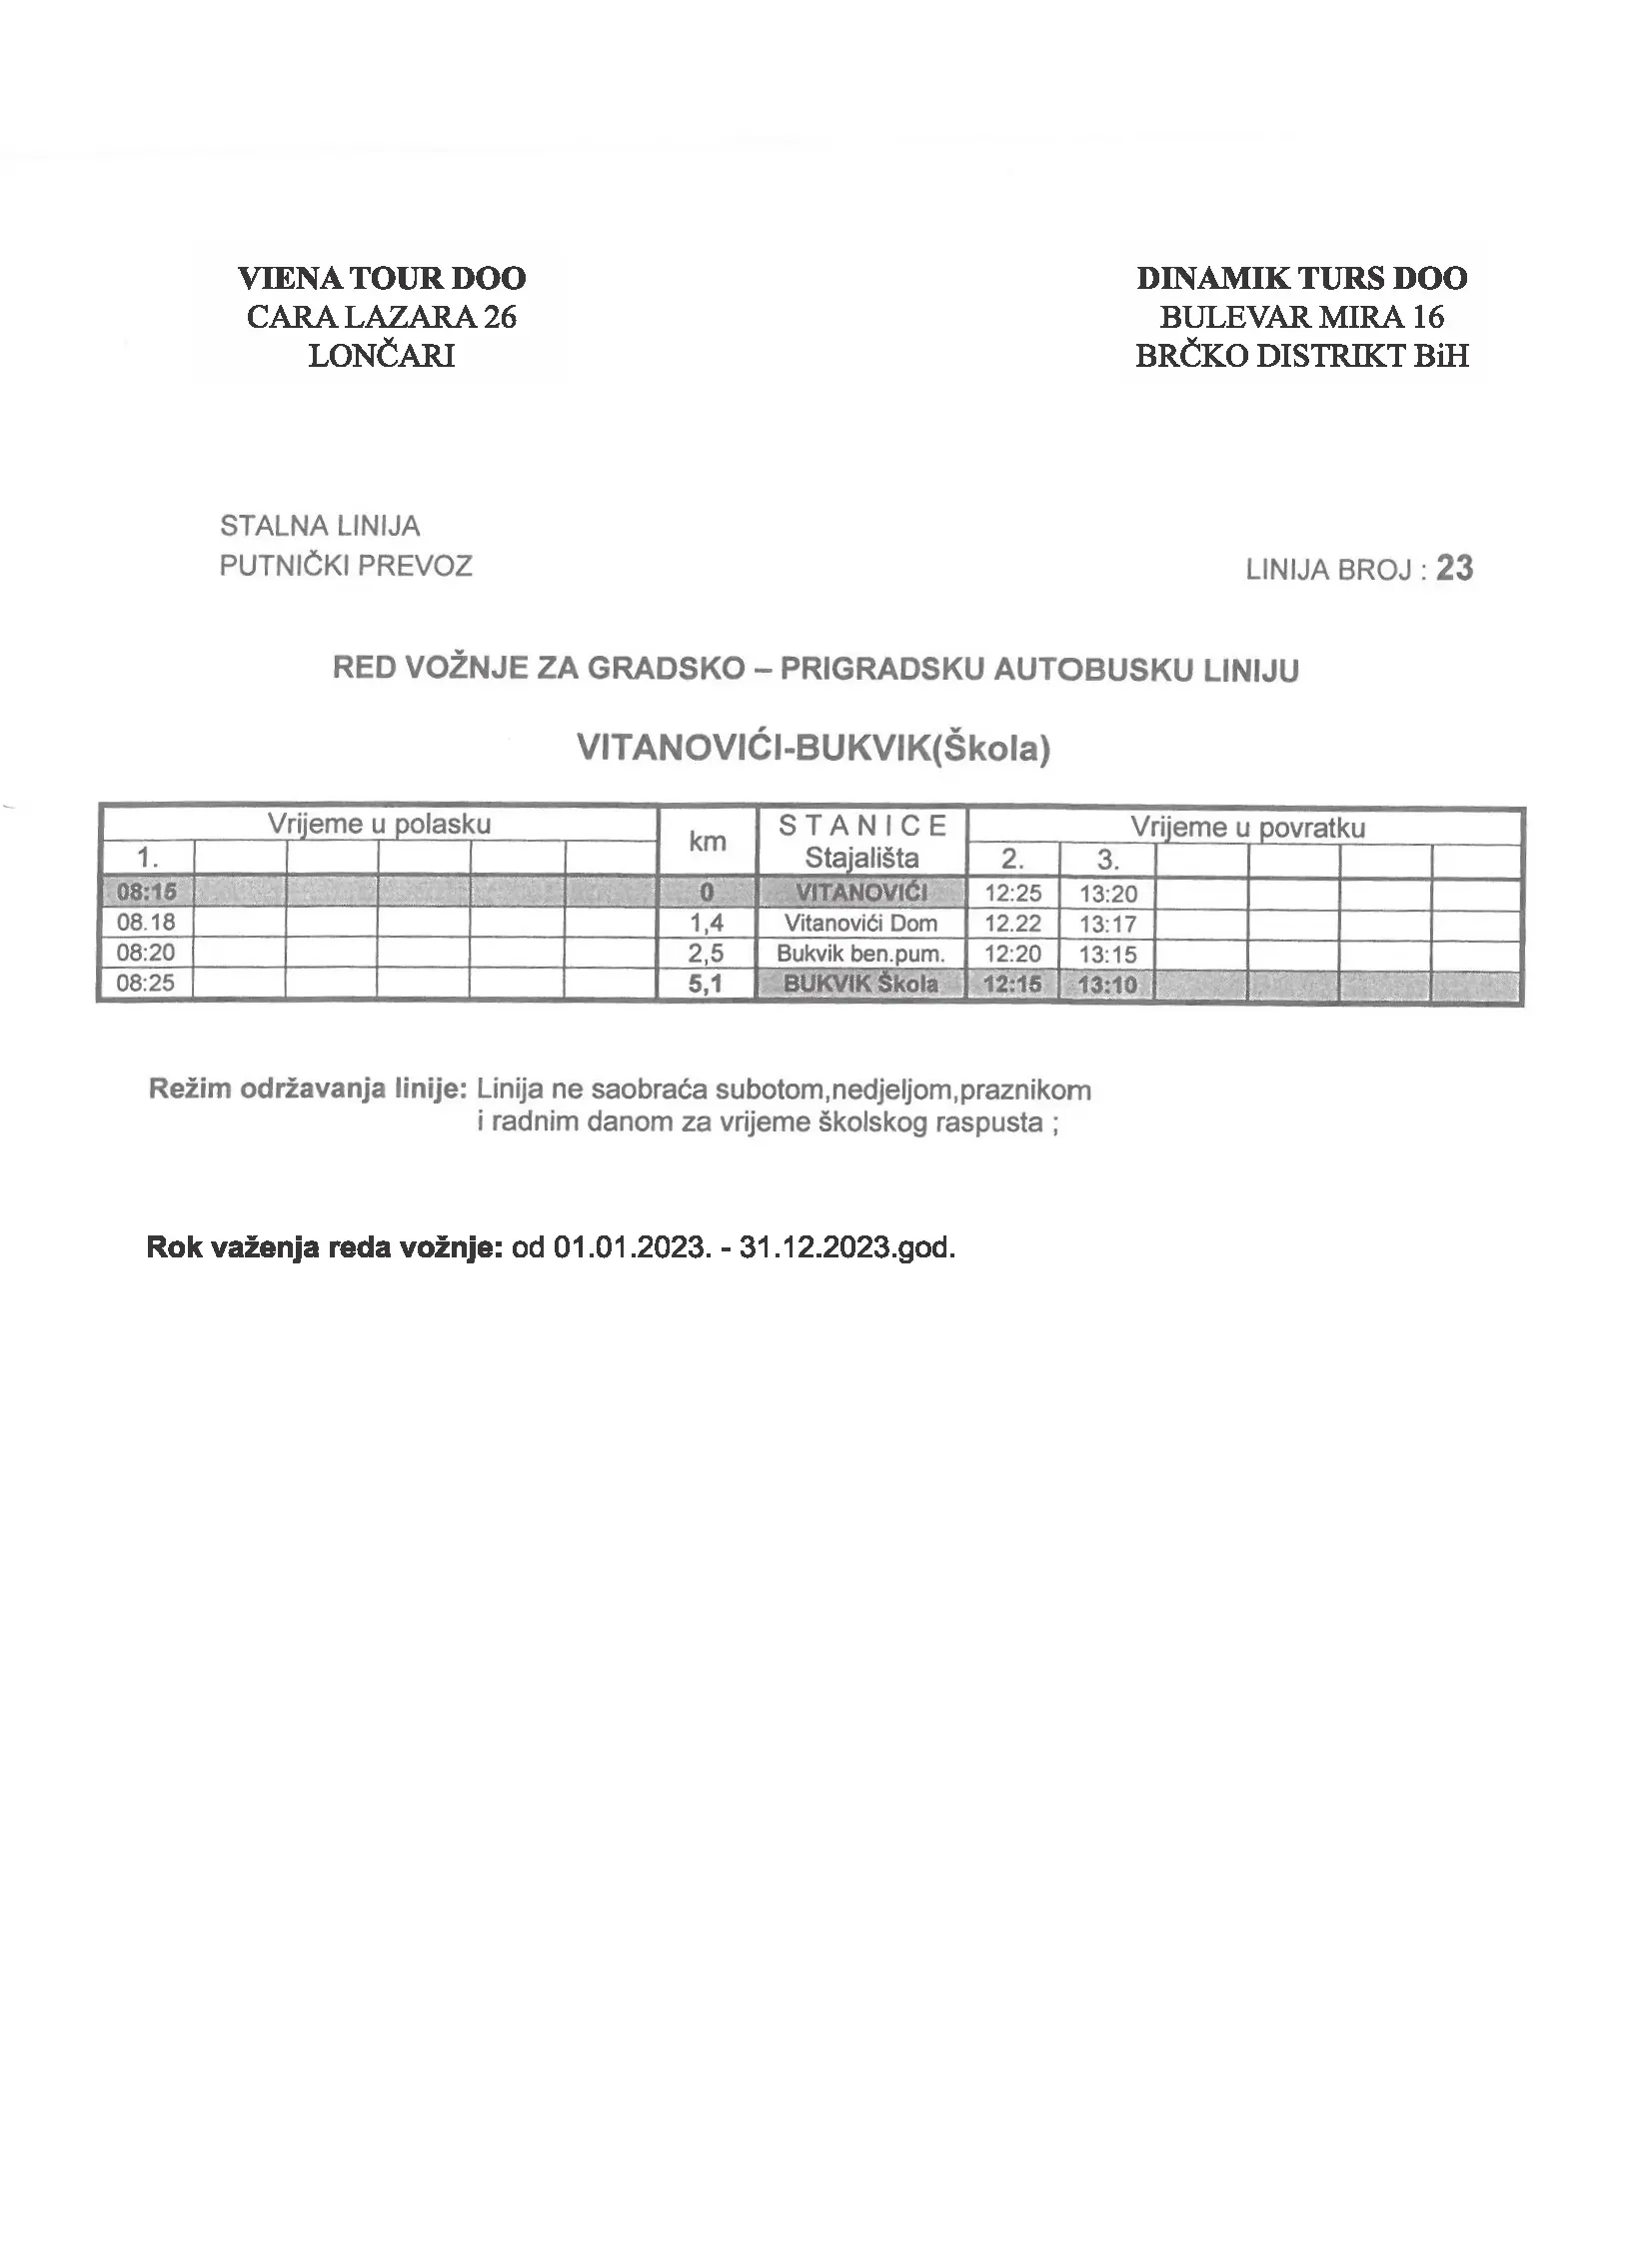 VIENA TOUR DOO
CARA LAZARA 26
LONČARI
DINAMIK TURS DOO
BULEVAR MIRA 16
BRČKO DISTRIKT BiH
STALNA LINIJA
PUTNIČKI PREVOZ
LINIJA BROJ : 23
RED VOŽNJE ZA GRADSKO – PRIGRADSKU AUTOBUSKU LINIJU
VITANOVIĆI-BUKVIK(Škola)
Vrijeme u polasku km S T A N I C E Vrijeme u povratku
1. Stajališta 2. 3.
08:15 0 VITANOVIĆI 12:25 13:20
08.18 1,4 Vitanovići Dom 12.22 13:17
08:20 2,5 Bukvik ben.pum. 12:20 13:15
08:25 5,1 BUKVIK Škola 12:15 13:10
Režim održavanja linije: Linija ne saobraća subotom,nedjeljom,praznikom
i radnim danom za vrijeme školskog raspusta ;
Rok važenja reda vožnje: od 01.01.2023. - 31.12.2023.god.